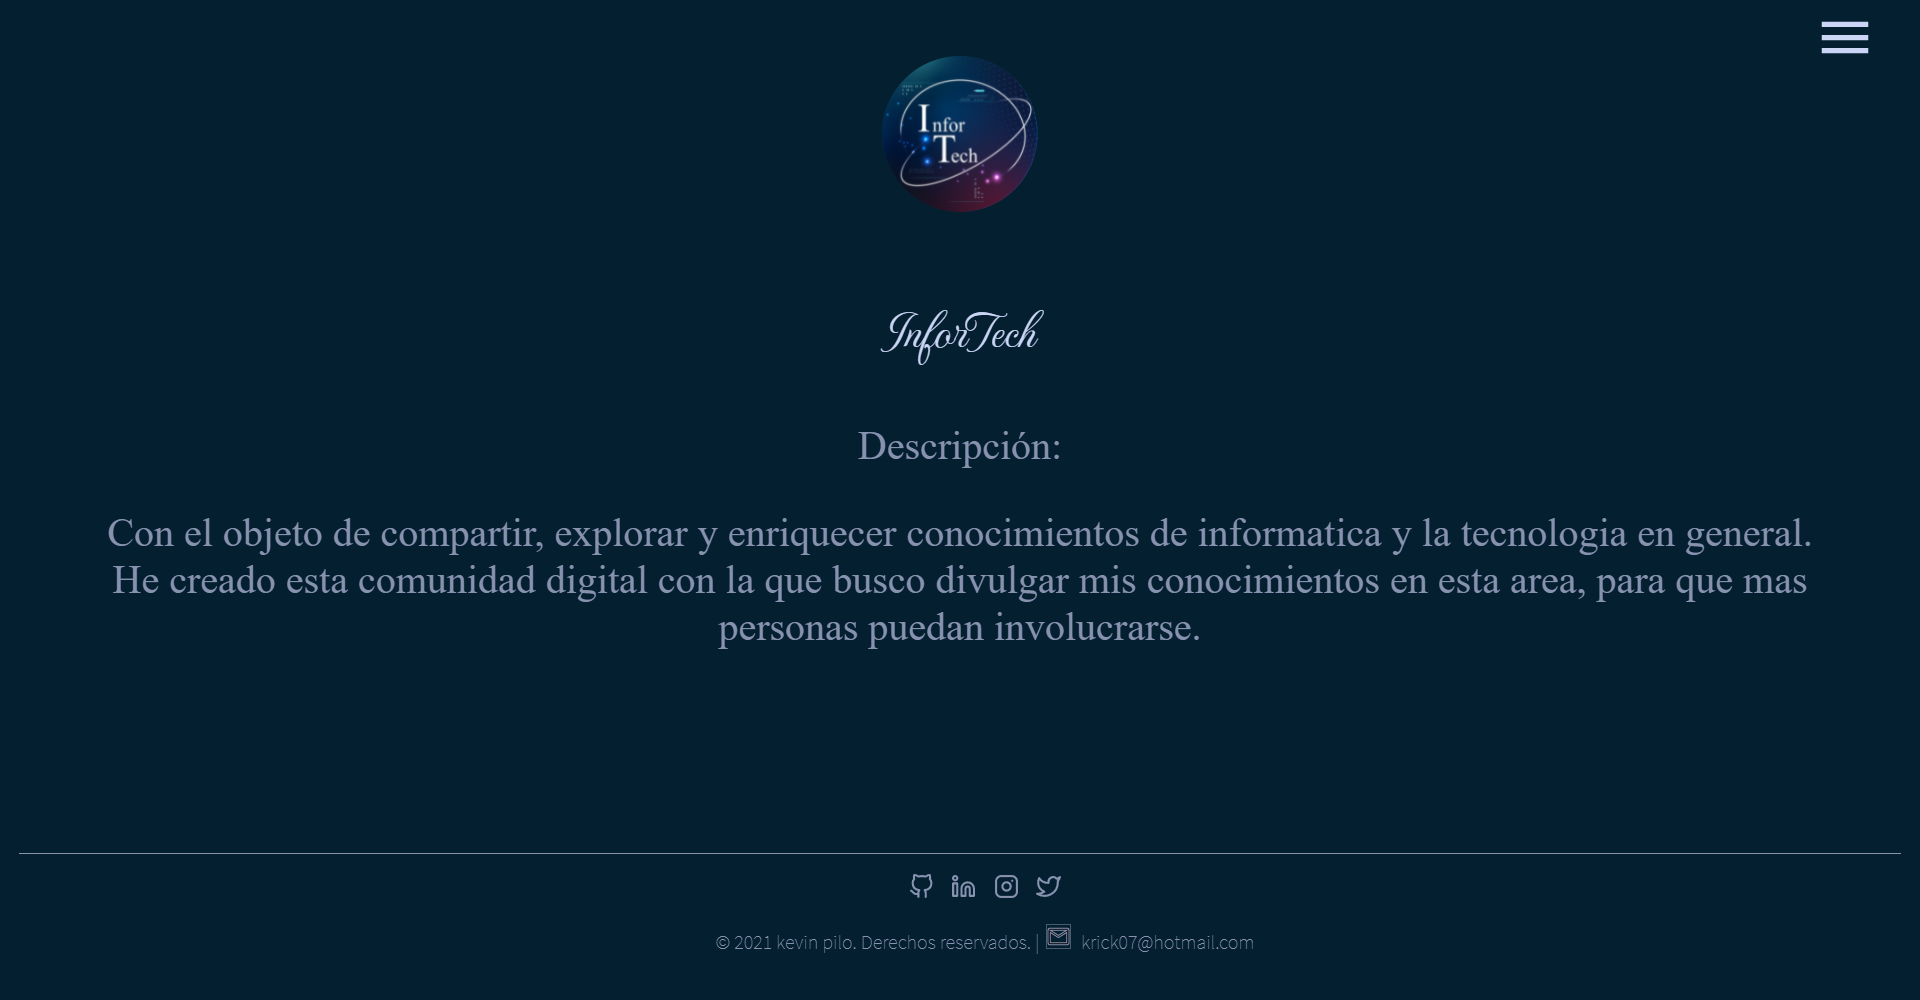 Infor
Tech
InforTech
Descripción:
Con el objeto de compartir, explorar y enriquecer conocimientos de informatica y la tecnologia en general.
He creado esta comunidad digital con la que busco divulgar mis conocimientos en esta area, para que mas
personas puedan involucrarse.
© 2021 kevin pilo. Derechos reservados. | krick07@hotmail.com